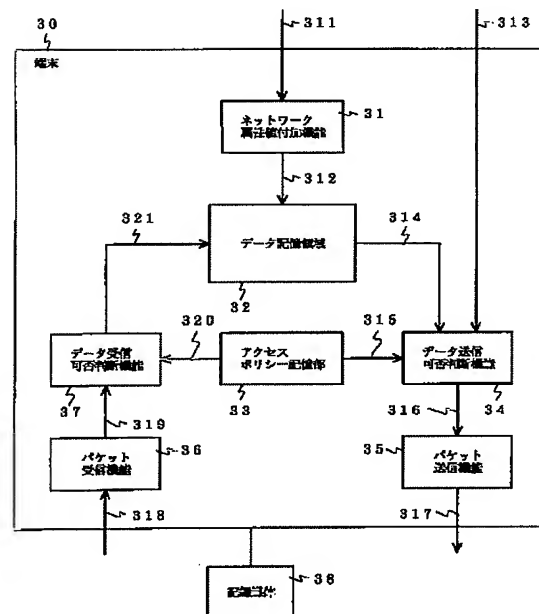 30
311
313
端末
31
ネットワーク
属性値付加機能
312
321
314
データ記憶領域
32
320
315
データ受信
可否判断機能
アクセス
ポリシー記憶部
データ送信
可否判断機能
37
33
34
319
316
36
35
パケット
受信機能
パケット
送信機能
318
317
38
記録媒体